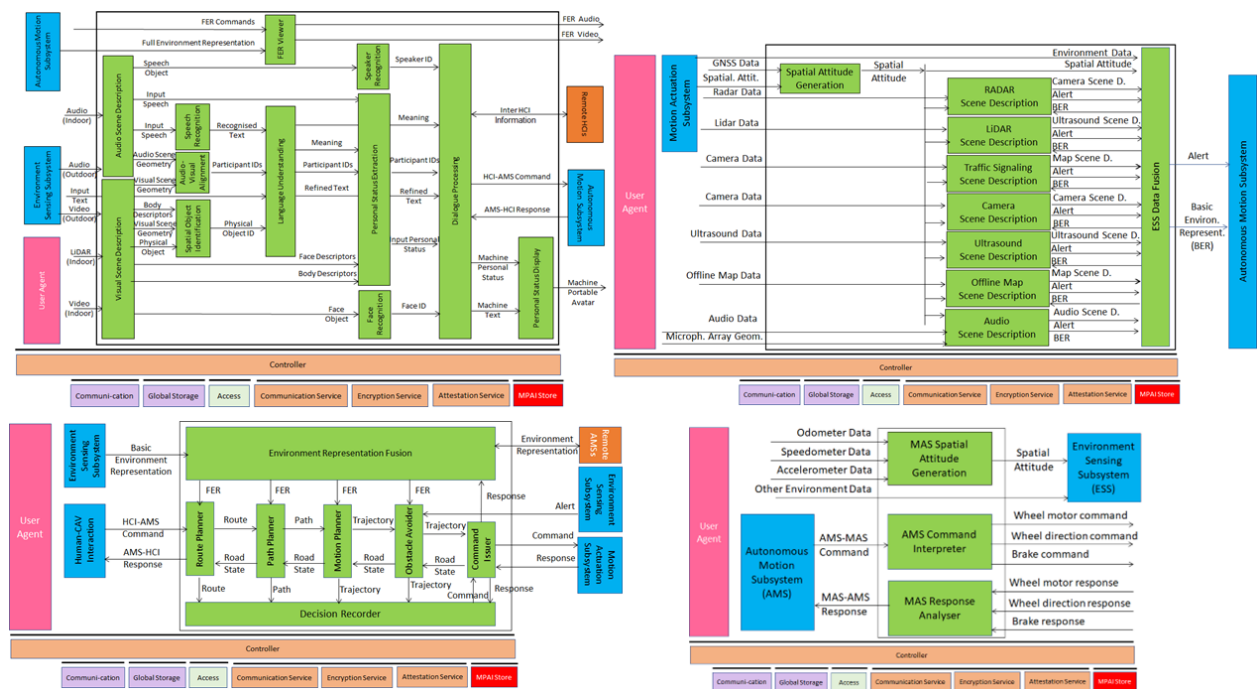 Autonomous Motion
Subsystem
FER Commands
Full Environment Representation
FER Viewer
FER Audio
FER Video
Speech
Object
Speaker
Recognition
Speaker ID
Audio
(Indoor)
Audio Scene Description
Input
Speech
Input
Speech
Speech
Recognition
Recognised
Text
Meaning
Meaning
InterHCI
Information
Remote HCIs
Environment
Sensing Subsystem
Audio
(Outdoor)
Audio Scene
Geometry
Visual Scene
Geometry
Audio-
Visual
Alignment
Participant IDs
Language Understanding
Participant IDs
Personal Status Extraction
Participant IDs
Dialogue Processing
HCI-AMS Command
Autonomous
Motion
Subsystem
Input
Text
Video
(Outdoor)
Refined Text
Refined
Text
AMS-HCI Response
Body
Descriptors
Visual Scene
Geometry
Physical
Object
Spatial Object
Identification
Physical
Object ID
Input Personal
Status
User Agent
LiDAR
(Indoor)
Visual Scene Description
Face Descriptors
Body Descriptors
Machine
Personal
Status
Personal Status Display
Machine
Portable
Avatar
Video
(Indoor)
Face
Object
Face
Recognition
Face ID
Machine
Text
Controller
Communi-cation
Global Storage
Access
Communication Service
Encryption Service
Attestation Service
MPAI Store
User
Agent
Motion Actuation
Subsystem
GNSS Data
Spatial. Attit.
Radar Data
Spatial Attitude
Generation
Spatial
Attitude
Environment Data
Spatial Attitude
RADAR
Scene Description
Camera Scene D.
Alert
BER
Lidar Data
LiDAR
Scene Description
Ultrasound Scene D.
Alert
BER
Camera Data
Traffic Signaling
Scene Description
Map Scene D.
Alert
BER
Camera Data
Camera
Scene Description
Camera Scene D.
Alert
BER
Ultrasound Data
Ultrasound
Scene Description
Ultrasound Scene D.
Alert
BER
Offline Map Data
Offline Map
Scene Description
Map Scene D.
Alert
BER
Audio Data
Microph. Array Geom.
Audio
Scene Description
Audio Scene D.
Alert
BER
ESS Data Fusion
Alert
Basic
Environ.
Represent.
(BER)
Autonomous Motion Subsystem
Controller
Communi-cation
Global Storage
Access
Communication Service
Encryption Service
Attestation Service
MPAI Store
User
Agent
Environment
Sensing
Subsystem
Basic
Environment
Representation
Environment Representation Fusion
Environment
Representation
Remote
AMSs
FER
FER
FER
FER
Response
Environment
Sensing
Subsystem
Alert
Human-CAV
Interaction
HCI-AMS
Command
AMS-HCI
Response
Route Planner
Route
Road
State
Path Planner
Path
Road
State
Motion Planner
Trajectory
Road
State
Obstacle Avoider
Trajectory
Road
State
Command
Issuer
Command
Response
Motion
Actuation
Subsystem
Route
Path
Trajectory
Trajectory
Command
Response
Decision Recorder
Controller
Communi-cation
Global Storage
Access
Communication Service
Encryption Service
Attestation Service
MPAI Store
User
Agent
Odometer Data
Speedometer Data
Accelerometer Data
Other Environment Data
MAS Spatial
Attitude
Generation
Spatial
Attitude
Environment
Sensing
Subsystem
(ESS)
Autonomous
Motion
Subsystem
(AMS)
AMS-MAS
Command
AMS Command
Interpreter
Wheel motor command
Wheel direction command
Brake command
MAS-AMS
Response
MAS Response
Analyser
Wheel motor response
Wheel direction response
Brake response
Controller
Communi-cation
Global Storage
Access
Communication Service
Encryption Service
Attestation Service
MPAI Store